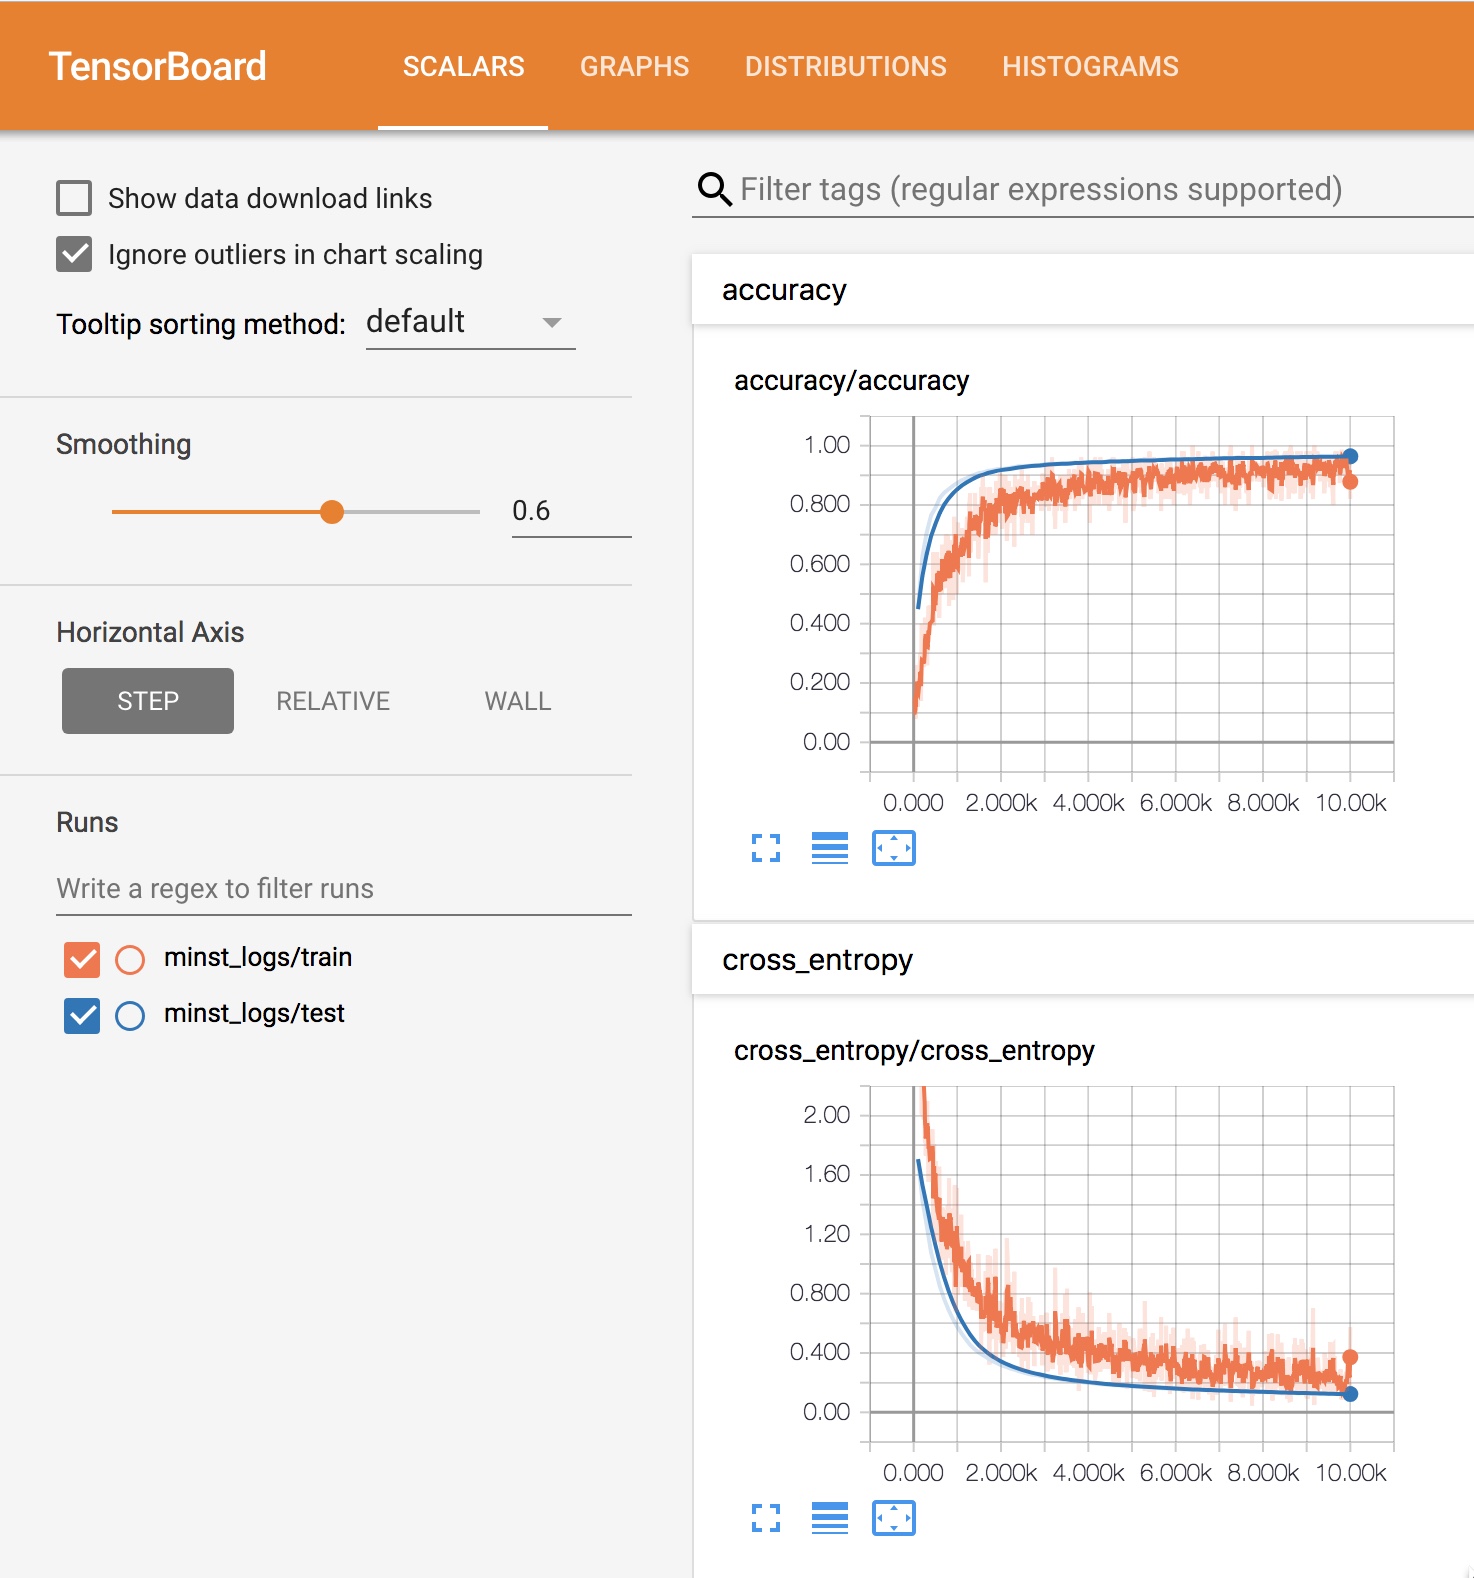 TensorBoard SCALARS GRAPHS DISTRIBUTIONS HISTOGRAMS
Show data download links
Ignore outliers in chart scaling
Tooltip sorting method: default
Smoothing
0.6
Horizontal Axis
STEP RELATIVE WALL
Runs
Write a regex to filter runs
minst_logs/train
minst_logs/test
Filter tags (regular expressions supported)
accuracy
accuracy/accuracy
1.00
0.800
0.600
0.400
0.200
0.00
0.000 2.000k 4.000k 6.000k 8.000k 10.00k
cross_entropy
cross_entropy/cross_entropy
2.00
1.60
1.20
0.800
0.400
0.00
0.000 2.000k 4.000k 6.000k 8.000k 10.00k